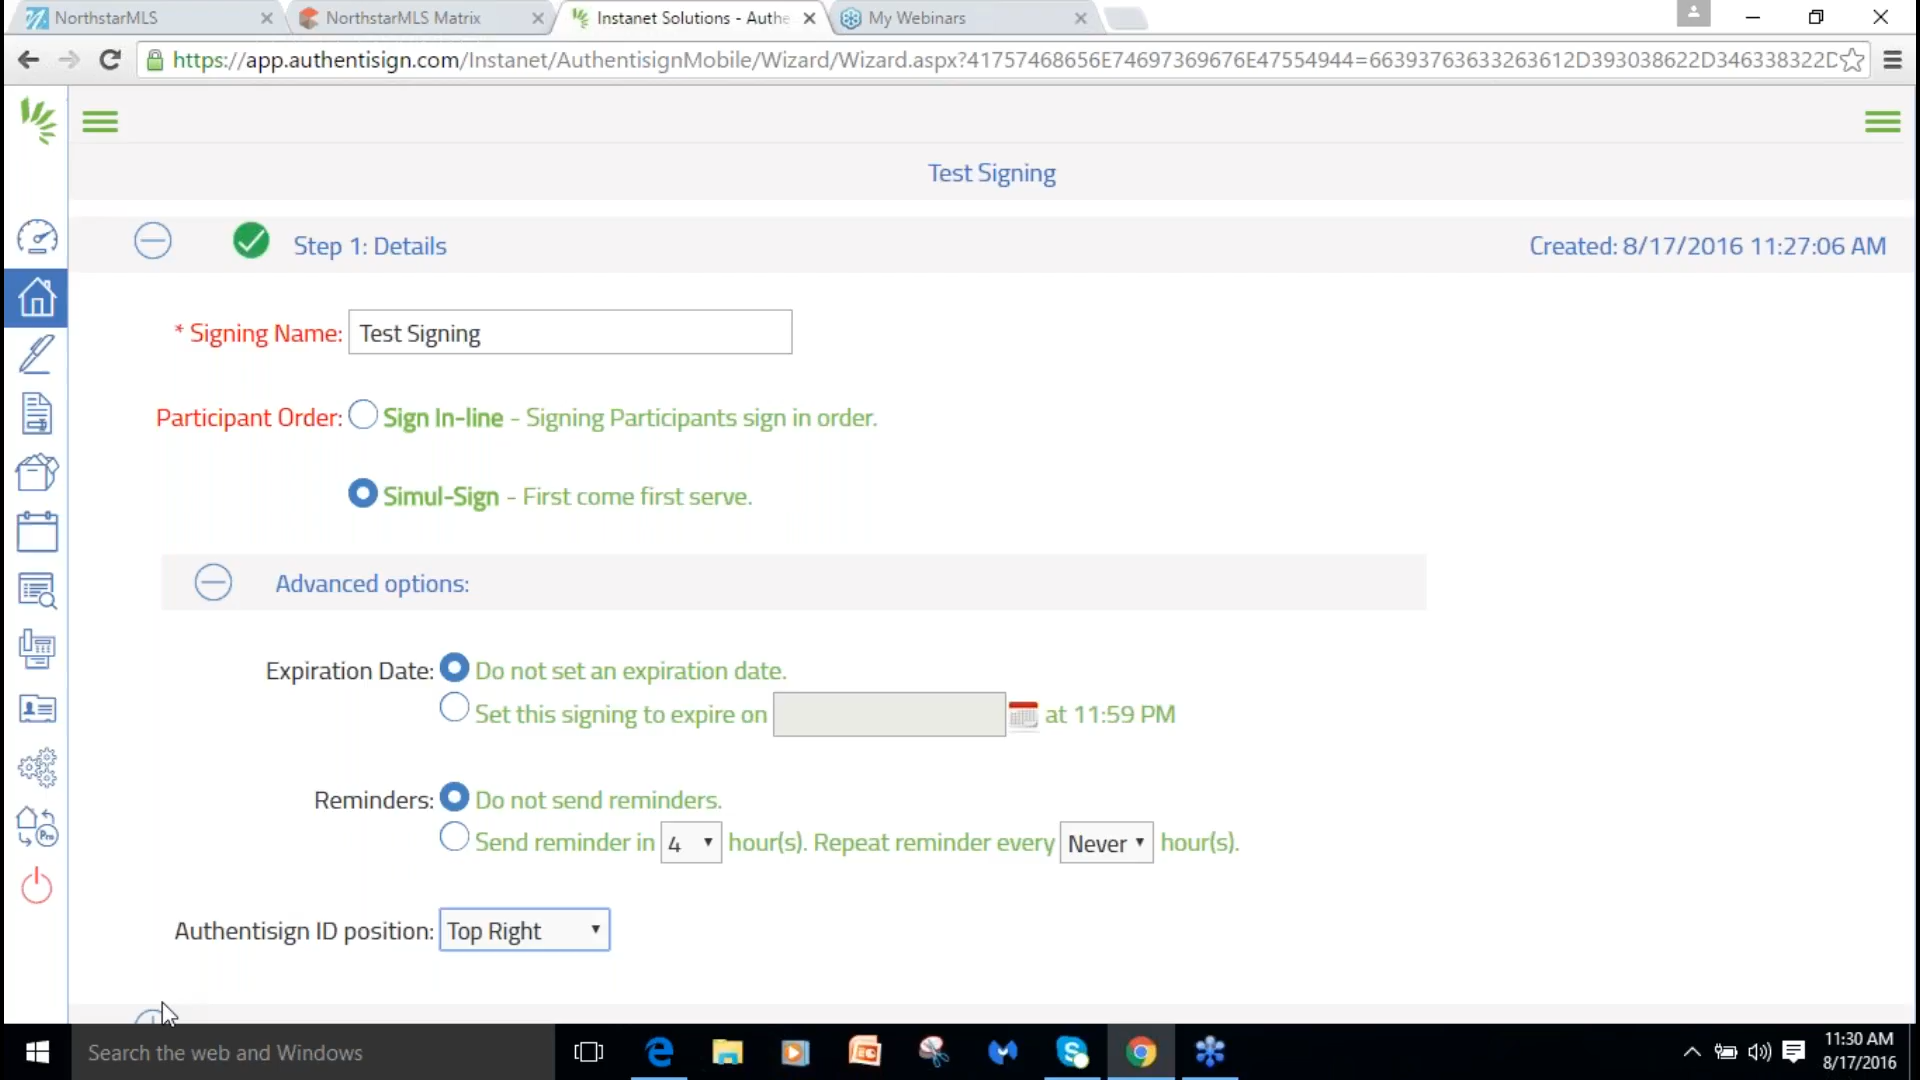 NorthstarMLS
NorthstarMLS Matrix
Instanet Solutions - Authe
My Webinars
https://app.authentisign.com/Instanet/AuthentisignMobile/Wizard/Wizard.aspx?41757468656E74697369676E47554944=66393763633263612D393038622D346338322D
Test Signing
Step 1: Details
Created: 8/17/2016 11:27:06 AM
* Signing Name: Test Signing
Participant Order: Sign In-line - Signing Participants sign in order.
Simul-Sign - First come first serve.
Advanced options:
Expiration Date: Do not set an expiration date.
Set this signing to expire on at 11:59 PM
Reminders: Do not send reminders.
Send reminder in 4 hour(s). Repeat reminder every Never hour(s).
Authentisign ID position: Top Right
Pro
Search the web and Windows
11:30 AM
8/17/2016